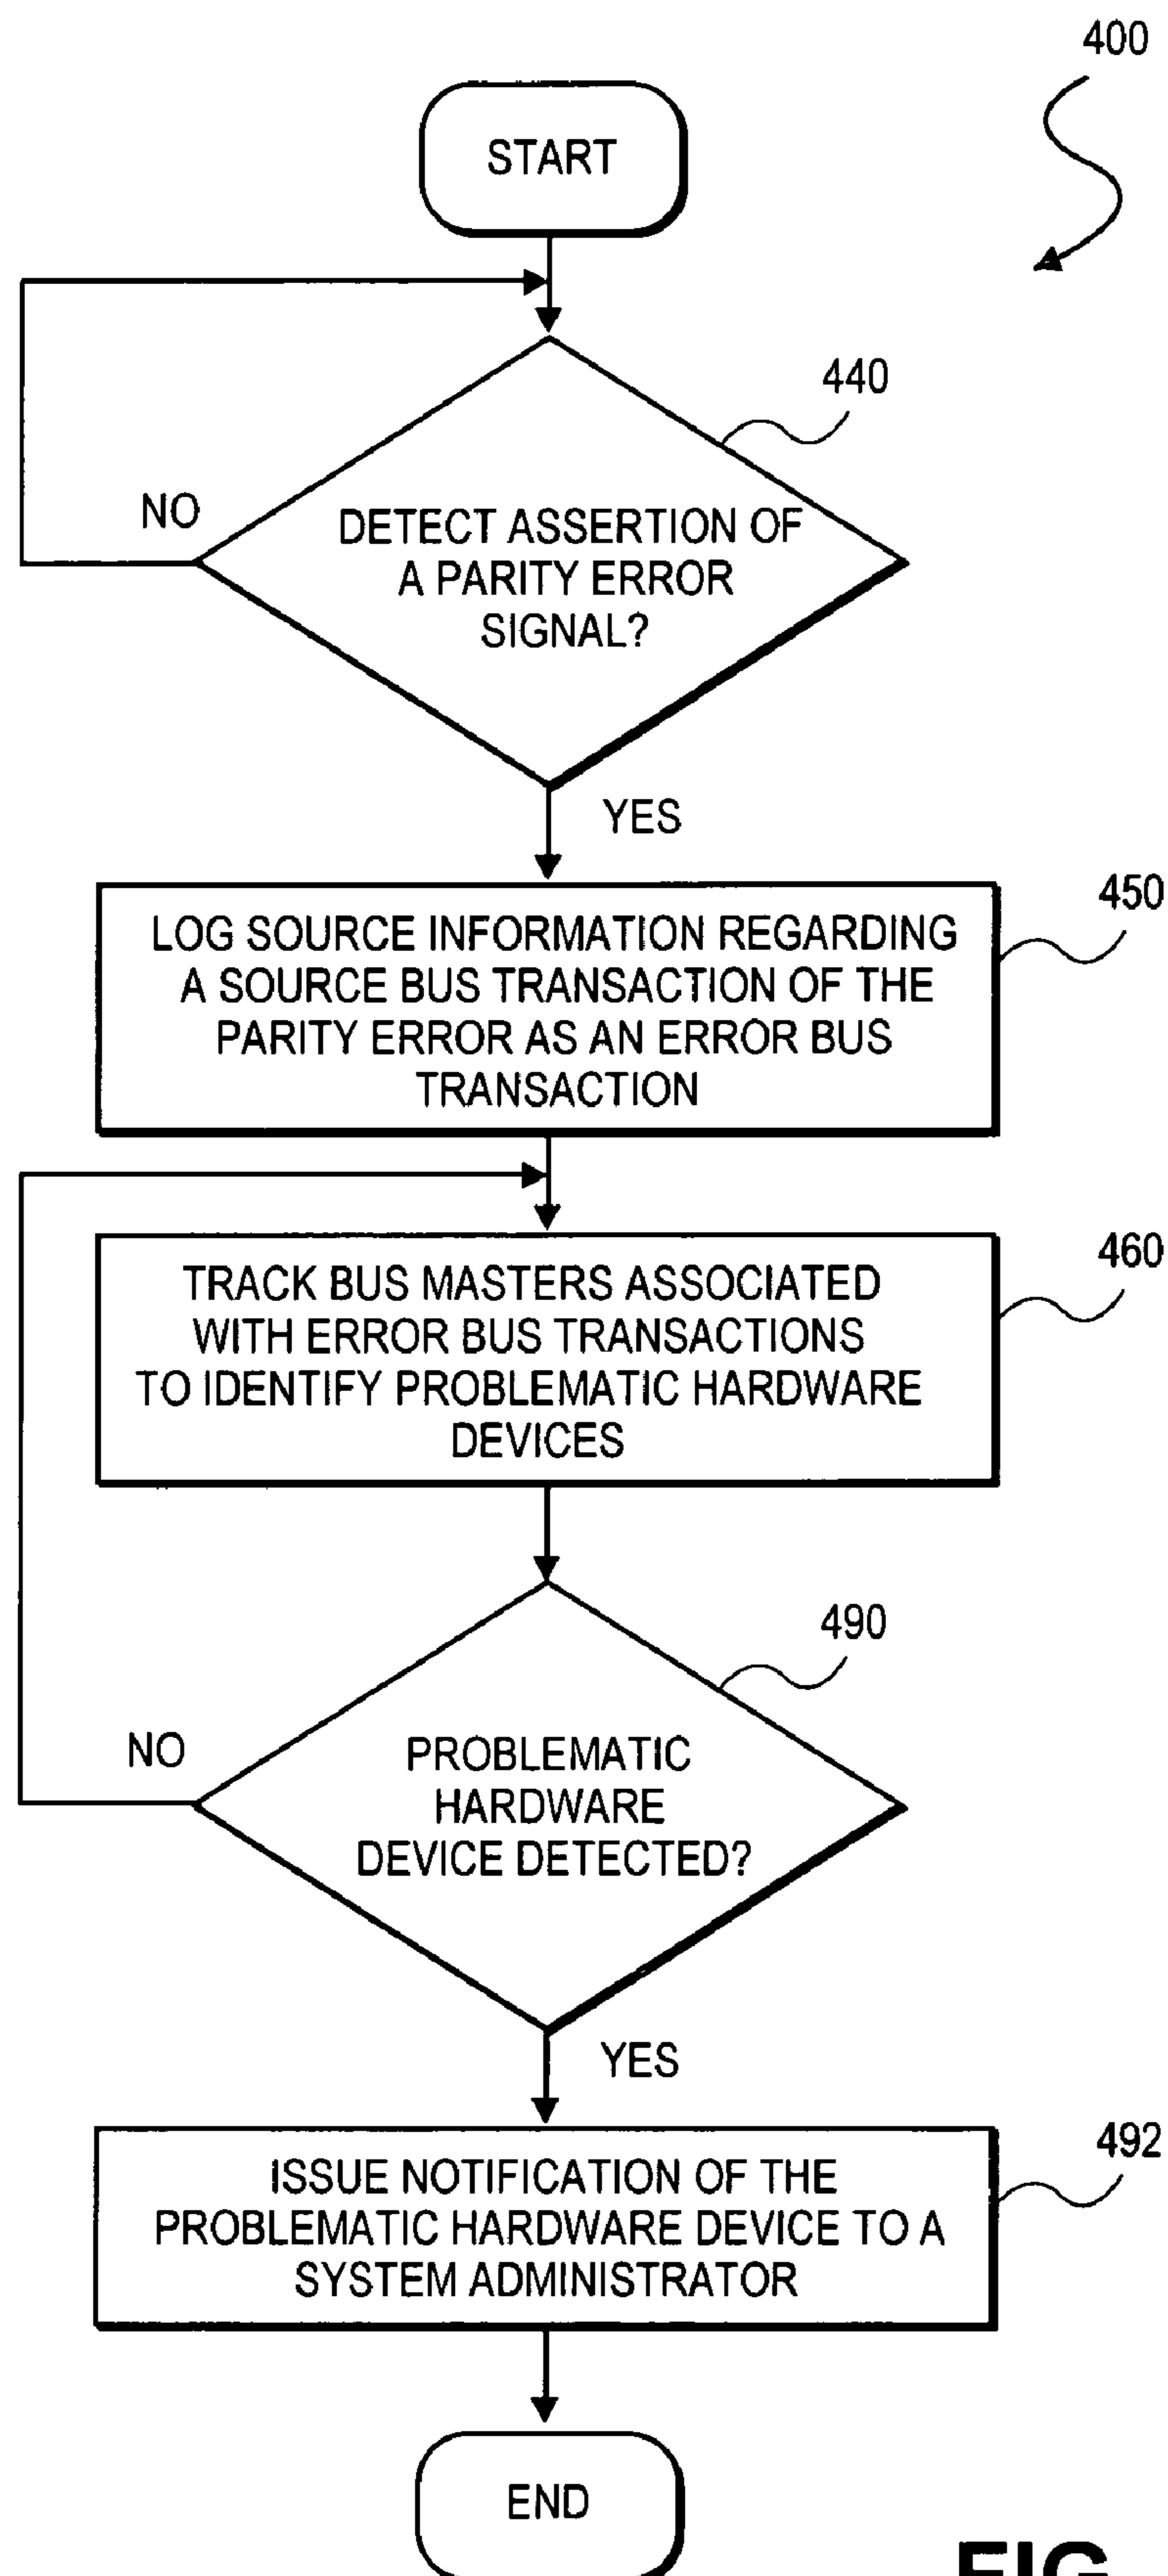 400
START
440
NO
DETECT ASSERTION OF
A PARITY ERROR
SIGNAL?
YES
450
LOG SOURCE INFORMATION REGARDING
A SOURCE BUS TRANSACTION OF THE
PARITY ERROR AS AN ERROR BUS
TRANSACTION
460
TRACK BUS MASTERS ASSOCIATED
WITH ERROR BUS TRANSACTIONS
TO IDENTIFY PROBLEMATIC HARDWARE
DEVICES
490
NO
PROBLEMATIC
HARDWARE
DEVICE DETECTED?
YES
492
ISSUE NOTIFICATION OF THE
PROBLEMATIC HARDWARE DEVICE TO A
SYSTEM ADMINISTRATOR
END
FIG